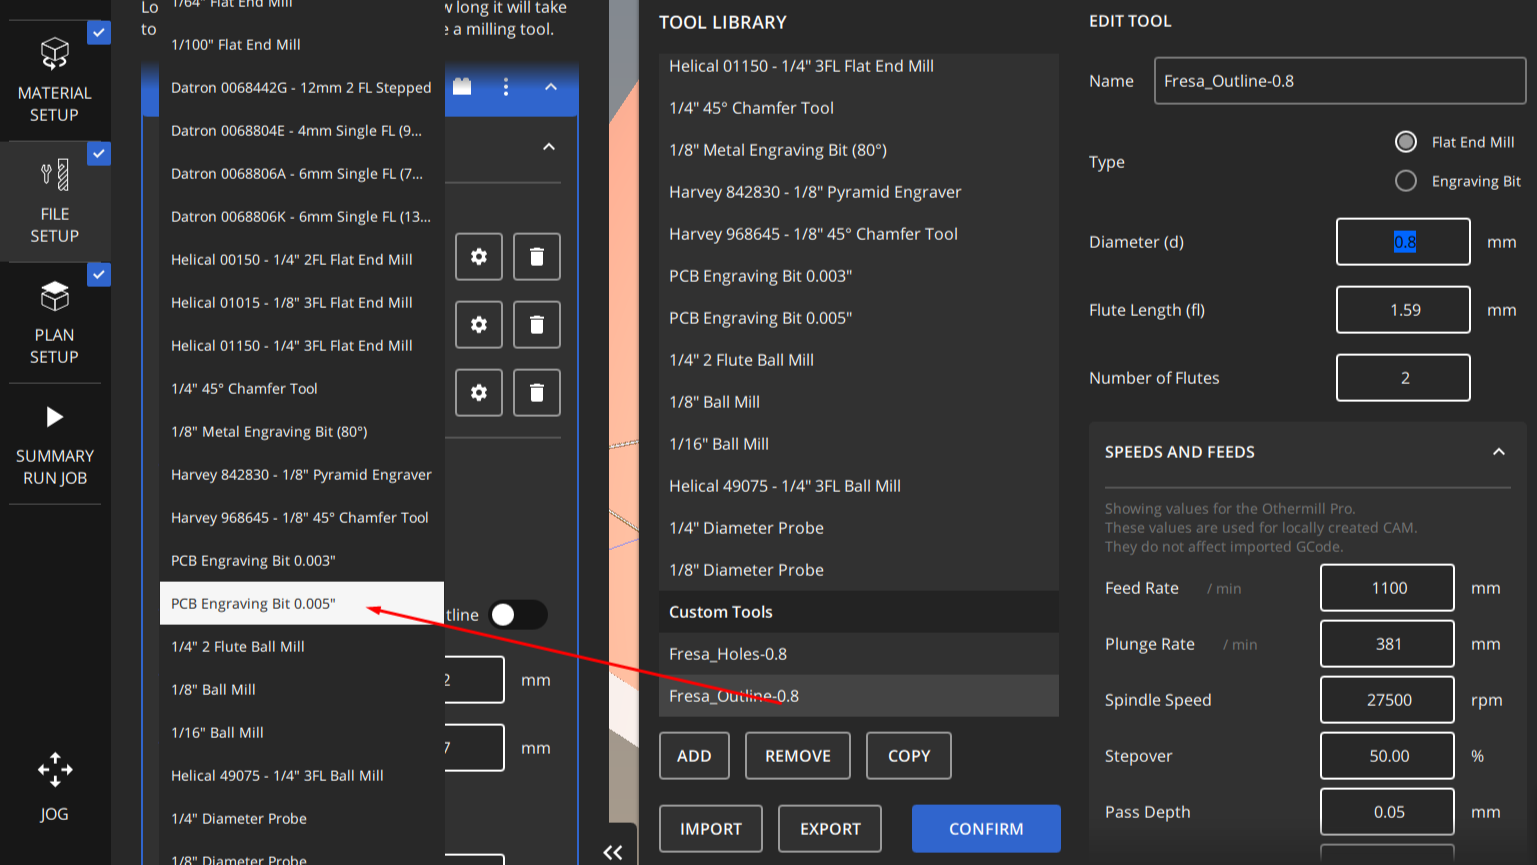 MATERIAL
SETUP
FILE
SETUP
PLAN
SETUP
SUMMARY
RUN JOB
JOG
Lo
w long it will take
to
e a milling tool.
1/64" Flat End Mill
1/100" Flat End Mill
Datron 0068442G - 12mm 2 FL Stepped
Datron 0068804E - 4mm Single FL (9...
Datron 0068806A - 6mm Single FL (7...
Datron 0068806K - 6mm Single FL (13...
Helical 00150 - 1/4" 2FL Flat End Mill
Helical 01015 - 1/8" 3FL Flat End Mill
Helical 01150 - 1/4" 3FL Flat End Mill
1/4" 45° Chamfer Tool
1/8" Metal Engraving Bit (80°)
Harvey 842830 - 1/8" Pyramid Engraver
Harvey 968645 - 1/8" 45° Chamfer Tool
PCB Engraving Bit 0.003"
PCB Engraving Bit 0.005"
1/4" 2 Flute Ball Mill
1/8" Ball Mill
1/16" Ball Mill
Helical 49075 - 1/4" 3FL Ball Mill
1/4" Diameter Probe
1/8" Diameter Probe
tline
2 mm
7 mm
TOOL LIBRARY
Helical 01150 - 1/4" 3FL Flat End Mill
1/4" 45° Chamfer Tool
1/8" Metal Engraving Bit (80°)
Harvey 842830 - 1/8" Pyramid Engraver
Harvey 968645 - 1/8" 45° Chamfer Tool
PCB Engraving Bit 0.003"
PCB Engraving Bit 0.005"
1/4" 2 Flute Ball Mill
1/8" Ball Mill
1/16" Ball Mill
Helical 49075 - 1/4" 3FL Ball Mill
1/4" Diameter Probe
1/8" Diameter Probe
Custom Tools
Fresa_Holes-0.8
Fresa_Outline-0.8
ADD REMOVE COPY
IMPORT EXPORT CONFIRM
EDIT TOOL
Name Fresa_Outline-0.8
Type
Flat End Mill
Engraving Bit
Diameter (d) 0.8 mm
Flute Length (fl) 1.59 mm
Number of Flutes 2
SPEEDS AND FEEDS
Showing values for the Othermill Pro.
These values are used for locally created CAM.
They do not affect imported GCode.
Feed Rate / min 1100 mm
Plunge Rate / min 381 mm
Spindle Speed 27500 rpm
Stepover 50.00 %
Pass Depth 0.05 mm